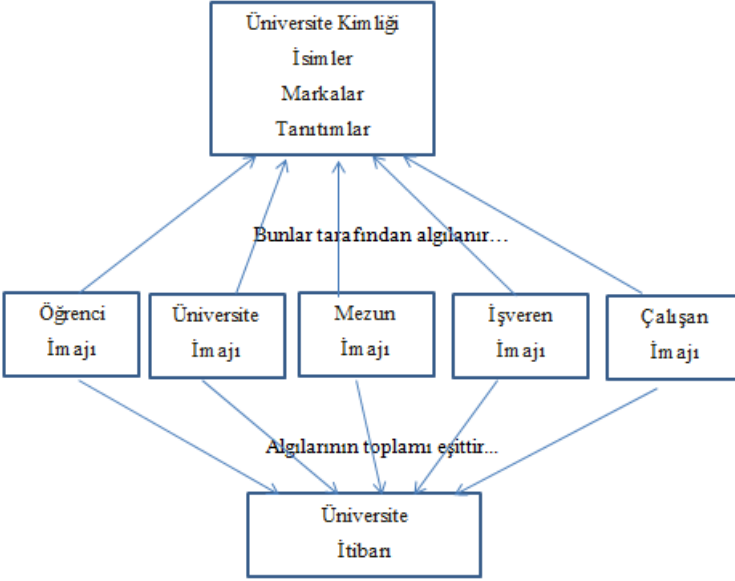 Üniversite Kimliği
İsimler
Markalar
Tanıtımlar
Bunlar tarafından algılanır…
Öğrenci
İmajı
Üniversite
İmajı
Mezun
İmajı
İşveren
İmajı
Çalışan
İmajı
Algılarının toplamı eşittir...
Üniversite
İtibarı